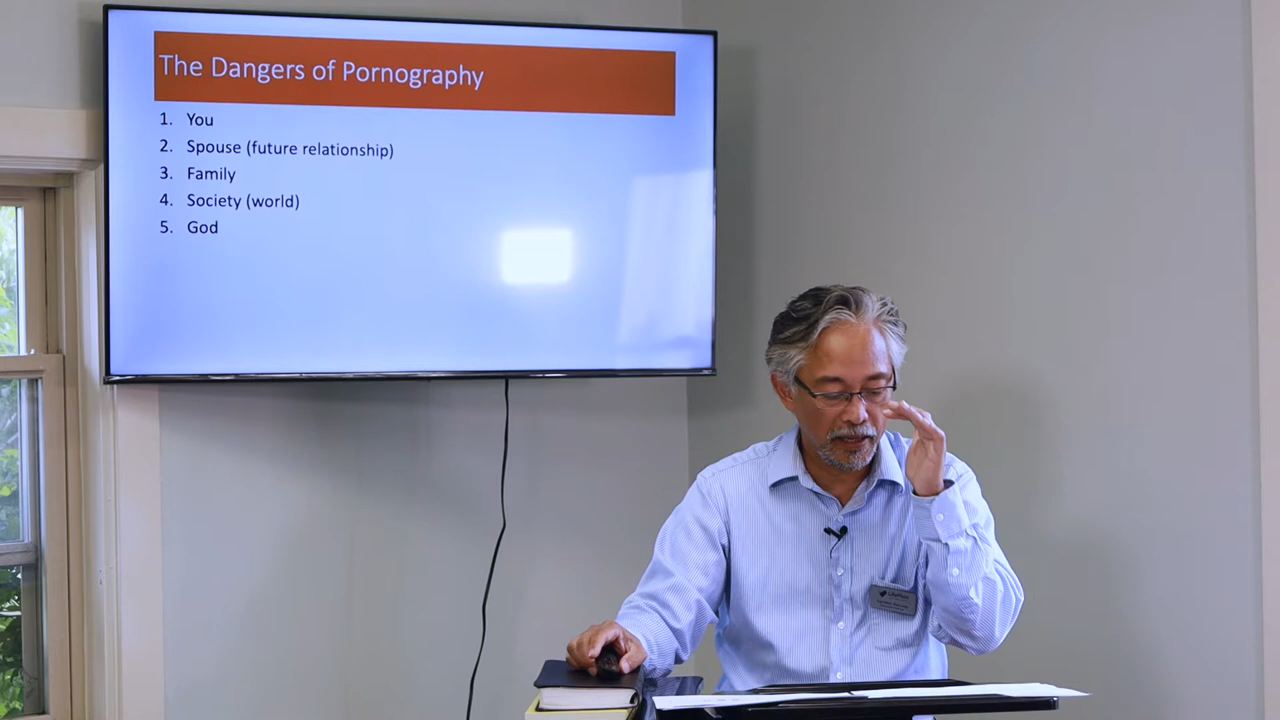 The Dangers of Pornography
1. You
2. Spouse (future relationship)
3. Family
4. Society (world)
5. God